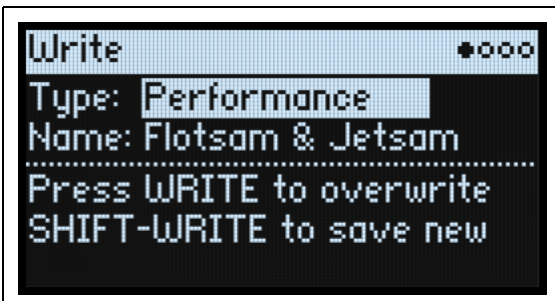 Write
Type: Performance
Name: Flotsam & Jetsam
Press WRITE to overwrite
SHIFT-WRITE to save new